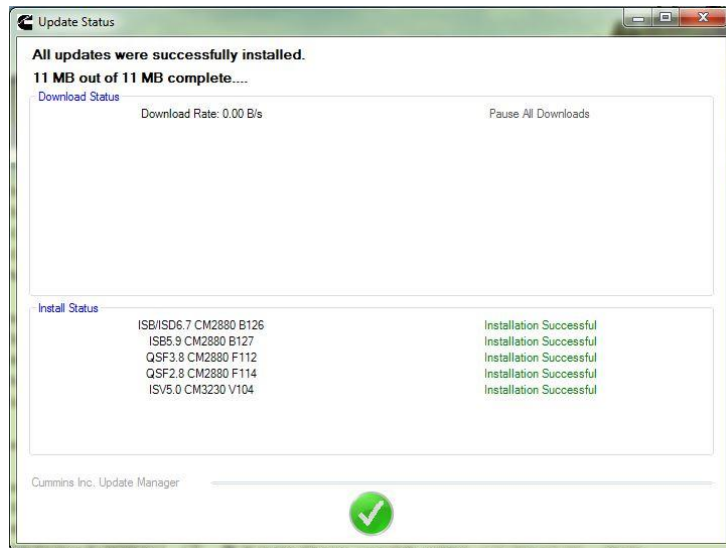 Update Status
All updates were successfully installed.
11 MB out of 11 MB complete....
Download Status
Download Rate: 0.00 B/s Pause All Downloads
Install Status
ISB/ISD6.7 CM2880 B126 Installation Successful
ISB5.9 CM2880 B127 Installation Successful
QSF3.8 CM2880 F112 Installation Successful
QSF2.8 CM2880 F114 Installation Successful
ISV5.0 CM3230 V104 Installation Successful
Cummins Inc. Update Manager